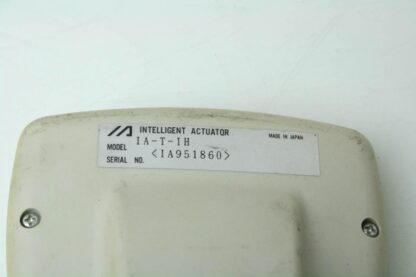 IA INTELLIGENT ACTUATOR MADE IN JAPAN
MODEL IA-T-IH
SERIAL NO. <IA951860>